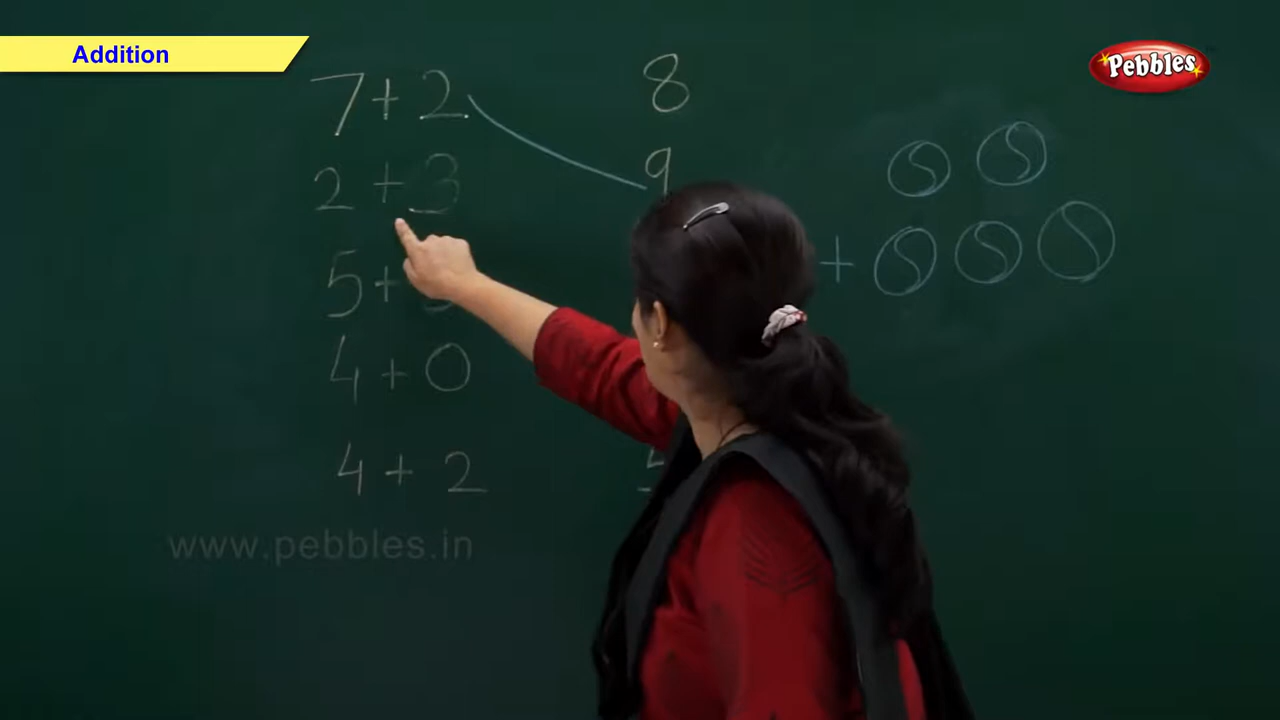 Addition
Pebbles
7+2 8
2+3 9
5+
4+0
4+2
+
www.pebbles.in